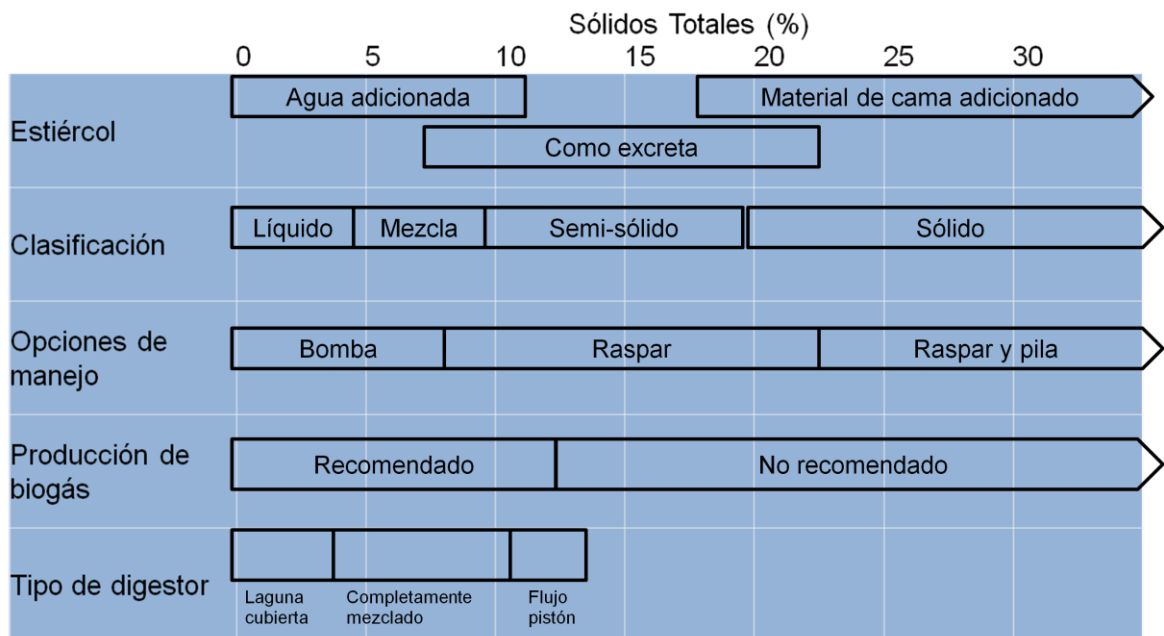 Sólidos Totales (%)
0 5 10 15 20 25 30
Estiércol
Agua adicionada
Material de cama adicionado
Como excreta
Clasificación
Líquido
Mezcla
Semi-sólido
Sólido
Opciones de
manejo
Bomba
Raspar
Raspar y pila
Producción de
biogás
Recomendado
No recomendado
Tipo de digestor
Laguna
cubierta
Completamente
mezclado
Flujo
pistón